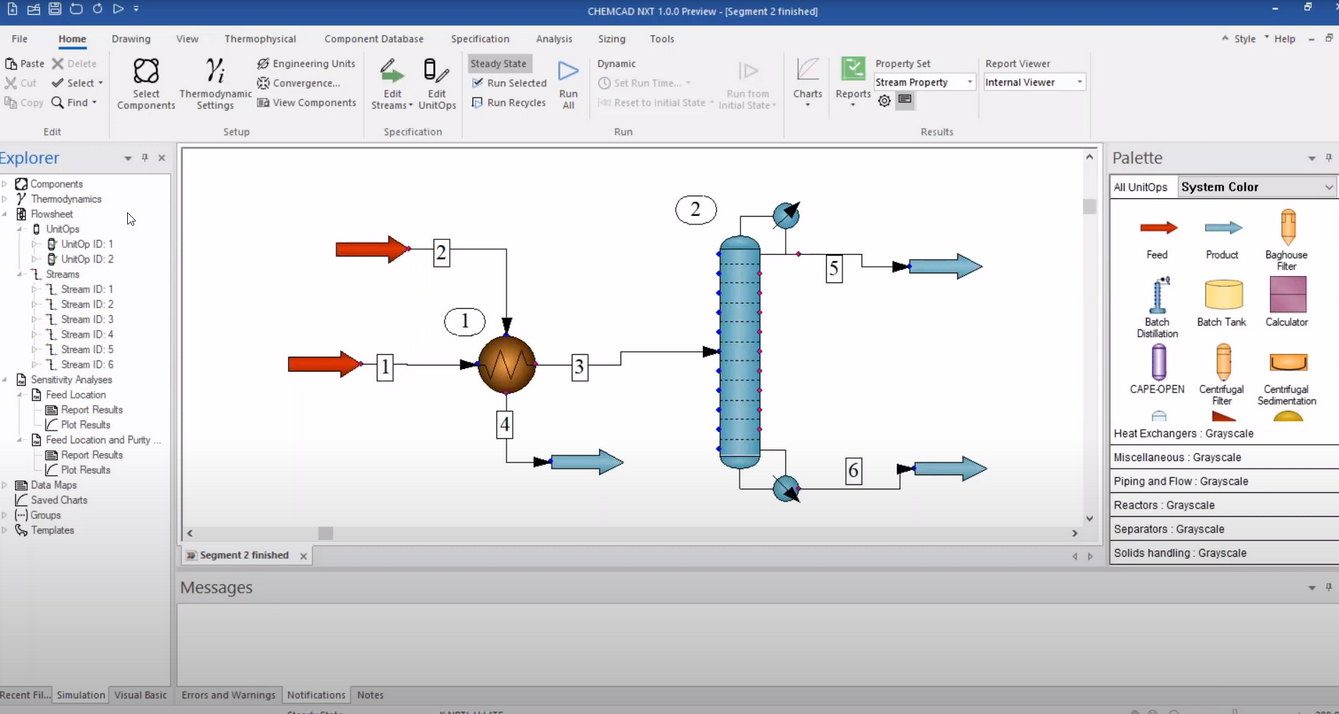 CHEMCAD NXT 1.0.0 Preview - [Segment 2 finished]
File Home Drawing View Thermophysical Component Database Specification Analysis Sizing Tools Style Help
Paste Delete
Cut Select
Copy Find
Edit
Select Components
Thermodynamic Settings
Engineering Units
Convergence...
View Components
Setup
Edit Streams
Edit UnitOps
Specification
Steady State
Run Selected
Run Recycles
Run All
Dynamic
Set Run Time...
Reset to Initial State
Run from Initial State
Run
Charts
Reports
Property Set
Stream Property
Report Viewer
Internal Viewer
Results
Explorer
Components
Thermodynamics
Flowsheet
UnitOps
UnitOp ID: 1
UnitOp ID: 2
Streams
Stream ID: 1
Stream ID: 2
Stream ID: 3
Stream ID: 4
Stream ID: 5
Stream ID: 6
Sensitivity Analyses
Feed Location
Report Results
Plot Results
Feed Location and Purity ...
Report Results
Plot Results
Data Maps
Saved Charts
Groups
Templates
2
2
5
1
1
3
4
6
Segment 2 finished
Palette
All UnitOps System Color
Feed Product Baghouse Filter
Batch Distillation Batch Tank Calculator
CAPE-OPEN Centrifugal Filter Centrifugal Sedimentation
Heat Exchangers : Grayscale
Miscellaneous : Grayscale
Piping and Flow : Grayscale
Reactors : Grayscale
Separators : Grayscale
Solids handling : Grayscale
Messages
Recent Fil... Simulation Visual Basic
Errors and Warnings Notifications Notes